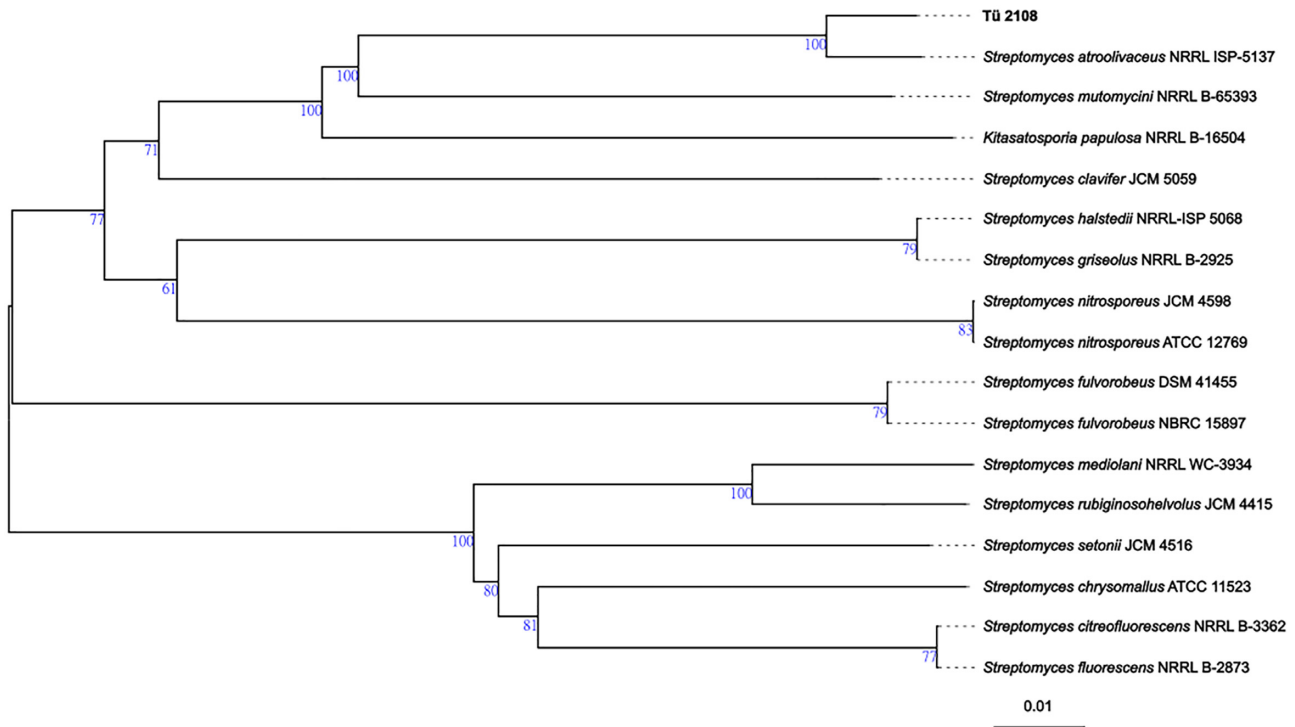 Tü 2108
100
Streptomyces atroolivaceus NRRL ISP-5137
100
Streptomyces mutomycini NRRL B-65393
100
Kitasatosporia papulosa NRRL B-16504
71
Streptomyces clavifer JCM 5059
77
Streptomyces halstedii NRRL-ISP 5068
79
Streptomyces griseolus NRRL B-2925
61
Streptomyces nitrosporeus JCM 4598
83
Streptomyces nitrosporeus ATCC 12769
Streptomyces fulvorobeus DSM 41455
79
Streptomyces fulvorobeus NBRC 15897
Streptomyces mediolani NRRL WC-3934
100
Streptomyces rubiginosohelvolus JCM 4415
100
Streptomyces setonii JCM 4516
80
Streptomyces chrysomallus ATCC 11523
81
Streptomyces citreofluorescens NRRL B-3362
77
Streptomyces fluorescens NRRL B-2873
0.01